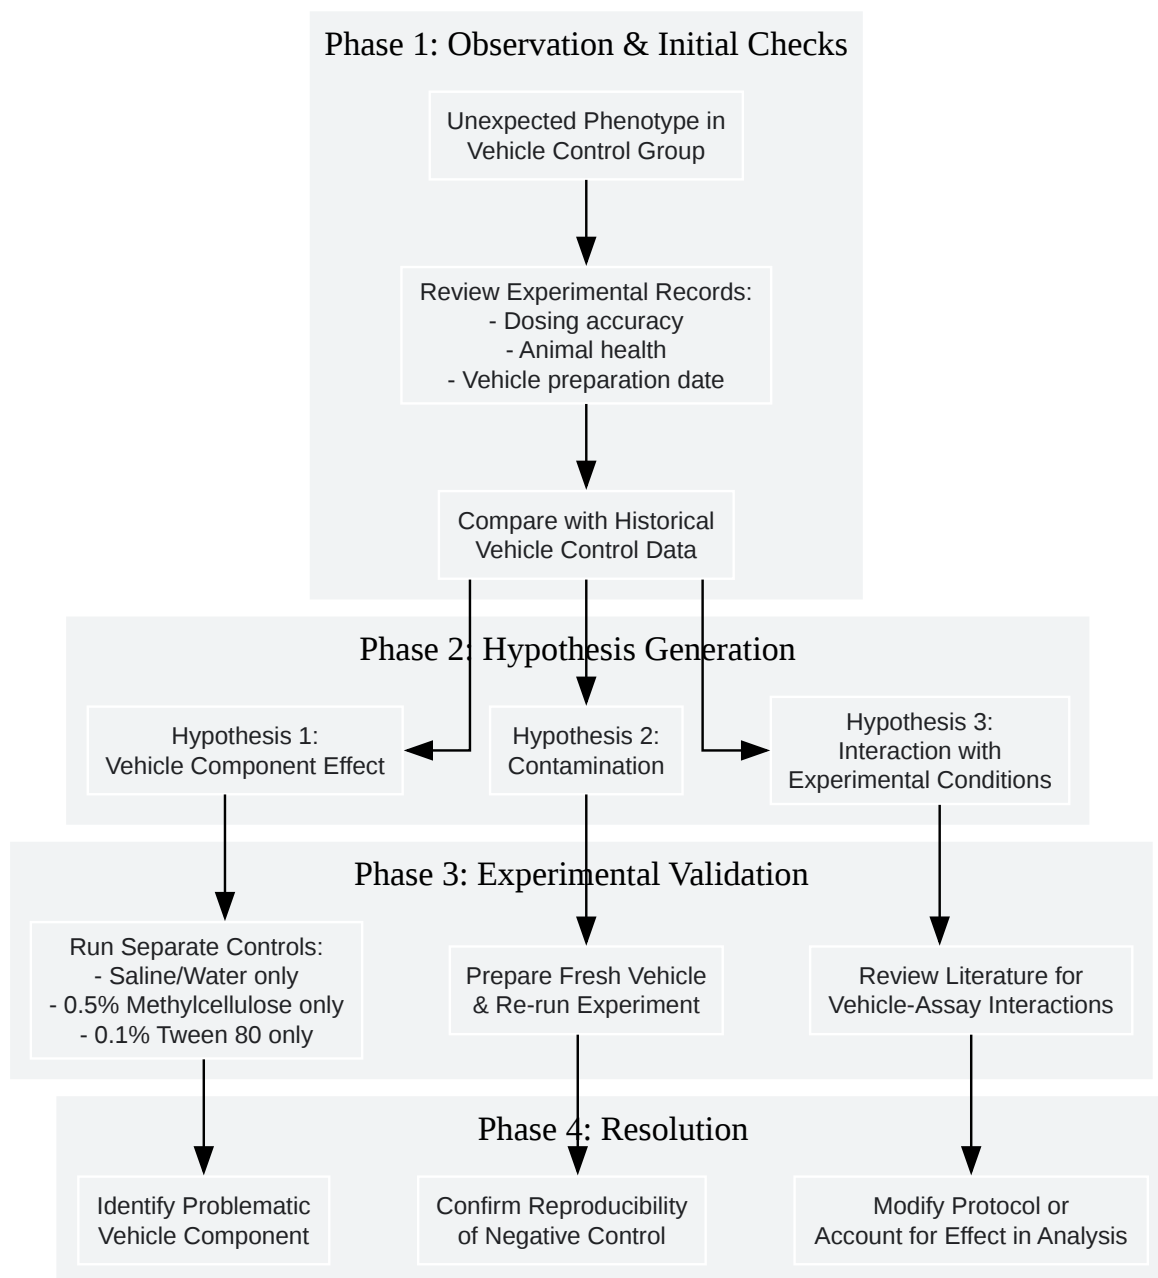 Phase 1: Observation & Initial Checks
Unexpected Phenotype in
Vehicle Control Group
Review Experimental Records:
- Dosing accuracy
- Animal health
- Vehicle preparation date
Compare with Historical
Vehicle Control Data
Phase 2: Hypothesis Generation
Hypothesis 1:
Vehicle Component Effect
Hypothesis 2:
Contamination
Hypothesis 3:
Interaction with
Experimental Conditions
Phase 3: Experimental Validation
Run Separate Controls:
- Saline/Water only
- 0.5% Methylcellulose only
- 0.1% Tween 80 only
Prepare Fresh Vehicle
& Re-run Experiment
Review Literature for
Vehicle-Assay Interactions
Phase 4: Resolution
Identify Problematic
Vehicle Component
Confirm Reproducibility
of Negative Control
Modify Protocol or
Account for Effect in Analysis